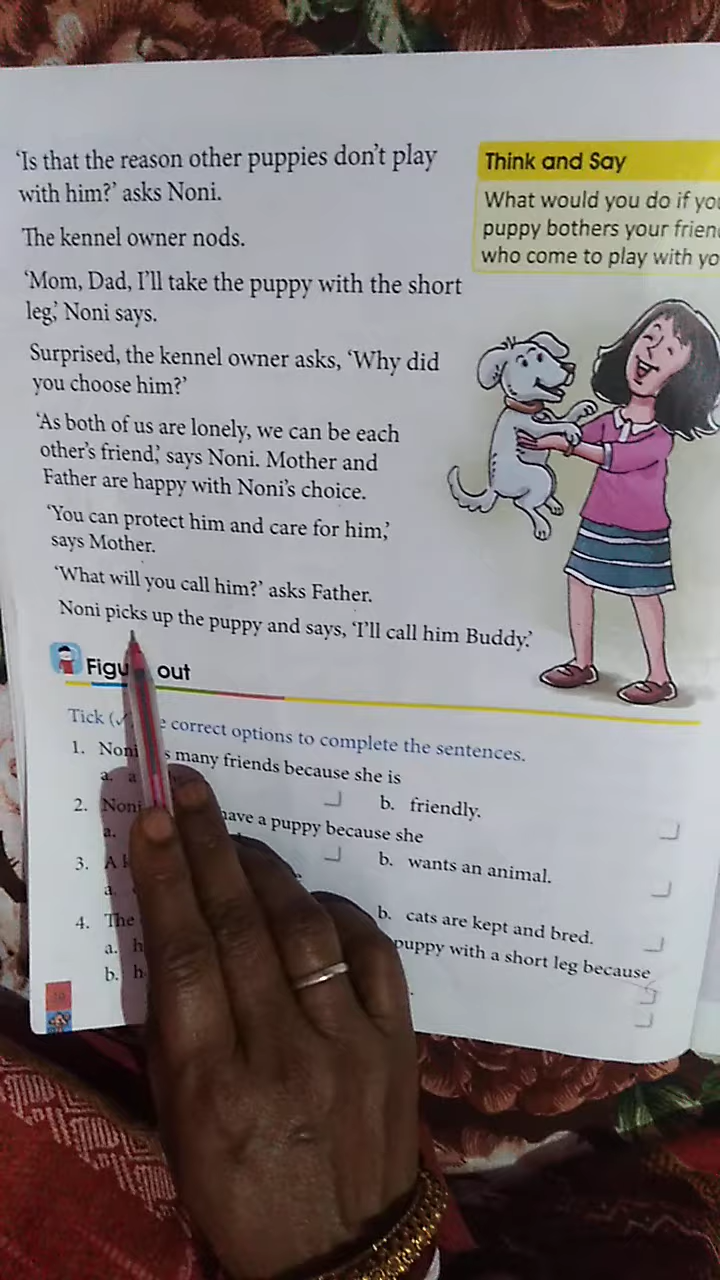 ‘Is that the reason other puppies don’t play
with him?’ asks Noni.
The kennel owner nods.
‘Mom, Dad, I’ll take the puppy with the short
leg,’ Noni says.
Surprised, the kennel owner asks, ‘Why did
you choose him?’
‘As both of us are lonely, we can be each
other’s friend,’ says Noni. Mother and
Father are happy with Noni’s choice.
‘You can protect him and care for him,’
says Mother.
‘What will you call him?’ asks Father.
Noni picks up the puppy and says, ‘I’ll call him Buddy.’
Think and Say
What would you do if
puppy bothers your
who come to play with
out
Tick (✓ correct options to complete the sentences.
1. Noni many friends because she is
a. b. friendly.
2. Noni have a puppy because she
a. b. wants an animal.
3. A
a. b. cats are kept and bred.
4. The puppy with a short leg because
a.
b.